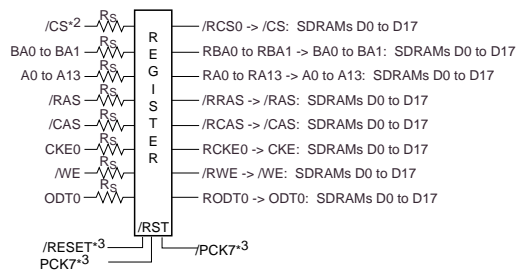 /CS*2 RS /RCS0 -> /CS: SDRAMs D0 to D17
BA0 to BA1 RS RBA0 to RBA1 -> BA0 to BA1: SDRAMs D0 to D17
A0 to A13 RS RA0 to RA13 -> A0 to A13: SDRAMs D0 to D17
/RAS RS /RRAS -> /RAS: SDRAMs D0 to D17
/CAS RS /RCAS -> /CAS: SDRAMs D0 to D17
CKE0 RS RCKE0 -> CKE: SDRAMs D0 to D17
/WE RS /RWE -> /WE: SDRAMs D0 to D17
ODT0 RS RODT0 -> ODT0: SDRAMs D0 to D17
REGISTER
/RST
/RESET*3 /PCK7*3
PCK7*3